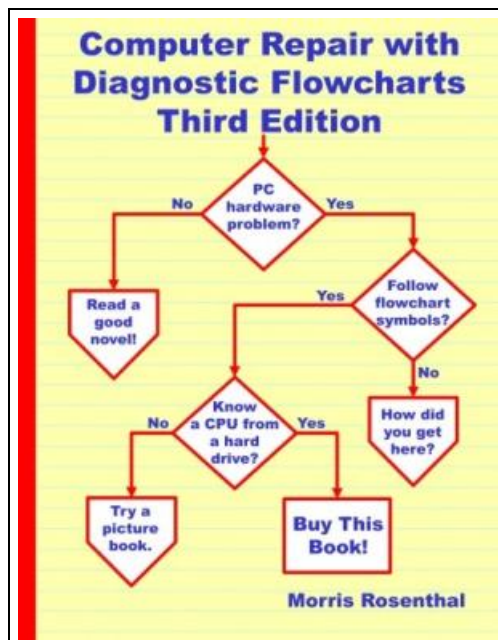 Computer Repair with
Diagnostic Flowcharts
Third Edition
PC
hardware
problem?
No
Yes
Read a
good
novel!
Follow
flowchart
symbols?
Yes
No
Know
a CPU from
a hard
drive?
No
Yes
How did
you get
here?
Try a
picture
book.
Buy This
Book!
Morris Rosenthal